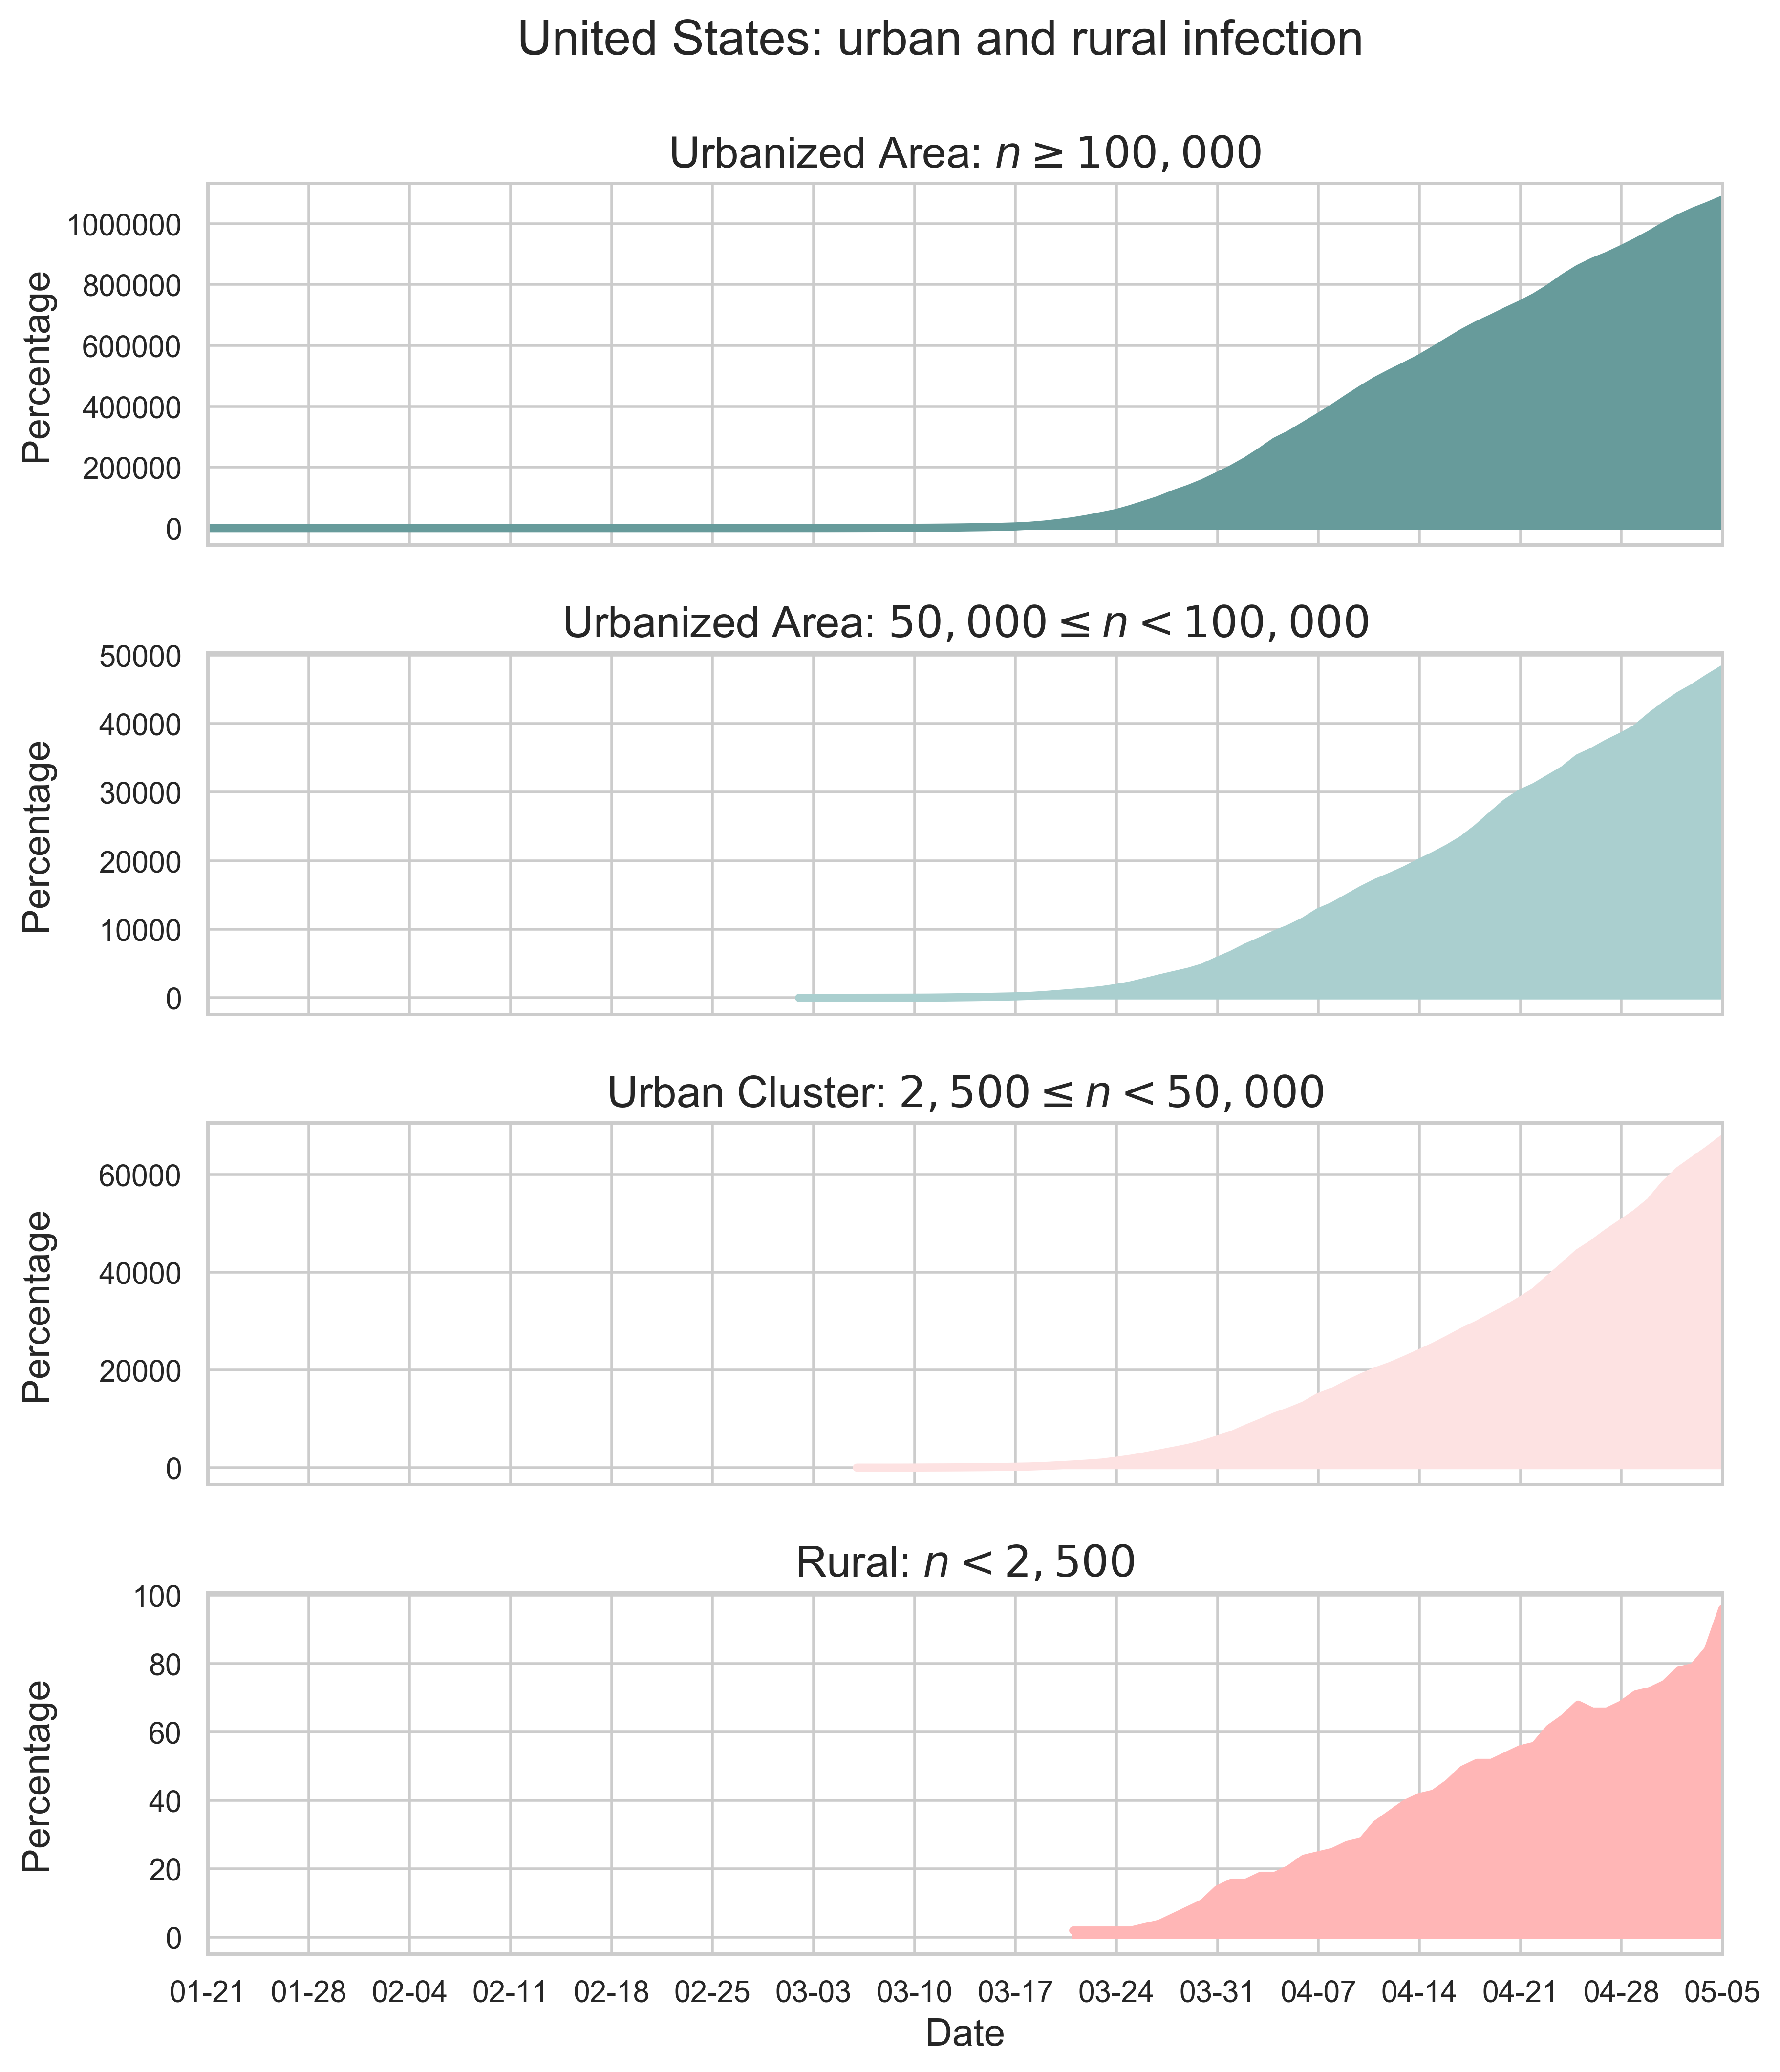 United States: urban and rural infection
Urbanized Area: n ≥ 100,000
Percentage
1000000
800000
600000
400000
200000
0
Urbanized Area: 50,000 ≤ n < 100,000
Percentage
50000
40000
30000
20000
10000
0
Urban Cluster: 2,500 ≤ n < 50,000
Percentage
60000
40000
20000
0
Rural: n < 2,500
Percentage
100
80
60
40
20
0
01-21 01-28 02-04 02-11 02-18 02-25 03-03 03-10 03-17 03-24 03-31 04-07 04-14 04-21 04-28 05-05
Date